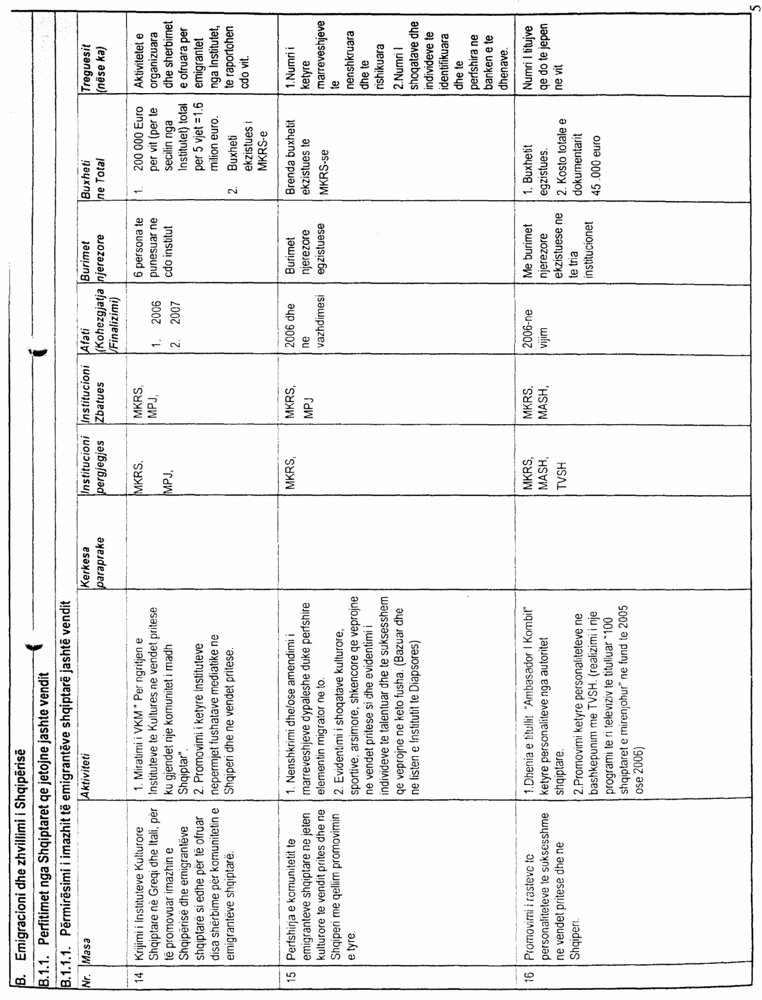 B. Emigracioni dhe zhvillimi i Shqipërisë
B.1.1. Perfitimet nga Shqiptaret qe jetojne jashte vendit
B.1.1.1. Përmirësimi i imazhit të emigrantëve shqiptarë jashtë vendit
Nr.
Masa
Aktiviteti
Kerkesa
paraprake
Institucioni
pergjegjes
Institucioni
Zbatues
Afati
(Kohezgjatja
/Finalizimi)
Burimet
njerezore
Buxheti
ne Total
Treguesit
(nëse ka)
14
Krijimi i Instituteve Kulturore
Shqiptare në Greqi dhe Itali, për
të promovuar imazhin e
Shqipërisë dhe emigrantëve
shqiptarë si edhe për të ofruar
disa shërbime për komunitetin e
emigrantëve shqiptarë.
1. Miratimi i VKM " Per ngritjen e
Instituteve te Kultures ne vendet pritese
ku gjendet nje komunitet i madh
Shqiptar".
2. Promovimi i ketyre Instituteve
nepermjet fushatave mediatike ne
Shqiperi dhe ne vendet pritese.
MKRS.
MPJ,
MKRS,
MPJ,
1. 2006
2. 2007
6 persona te
punesuar ne
cdo institut
1. 200 000 Euro
per vit (per te
secilin nga
Institutet) total
per 5 vjet =1.6
milion euro.
2. Buxheti
ekzistues i
MKRS-e
Aktivitetet e
organizuara
dhe sherbimet
e ofruara per
emigrantet
nga Institutet,
te raportohen
cdo vit.
15
Perfshirja e komunitetit te
emigranteve shqiptare ne jeten
kulturore te vendit prites dhe ne
Shqiperi me qellim promovimin
e tyre.
1. Nenshkrimi dhe/ose amendimi i
marreveshjeve dypaleshe duke perfshire
elementin migrator ne to.
2. Evidentimi i shoqatave kulturore,
sportive, arsimore, shkencore qe veprojne
ne vendet pritese si dhe evidentimi i
individeve te talentuar dhe te suksesshem
qe veprojne ne keto fusha. (Bazuar dhe
ne listen e Institutit te Diapsores)
MKRS,
MKRS,
MPJ
2006 dhe
ne
vazhdimesi
Burimet
njerezore
egzistuese
Brenda buxhetit
ekzistues te
MKRS-se
1.Numri i
ketyre
marreveshjeve
te
nenshkruara
dhe te
rishikuara
2.Numri I
shoqatave dhe
individeve te
identifikuara
dhe te
perfshira ne
banken e te
dhenave.
16
Promovimi i rasteve te
personaliteteve te suksesshme
ne vendet pritese dhe ne
Shqiperi.
1.Dhenia e titullit "Ambasador I Kombit"
ketyre personaliteteve nga autoritet
shqiptare.
2.Promovimi ketyre personaliteteve ne
bashkepunim me TVSH. (realizimi i nje
programi te ri televiziv te titulluar "100
shqiptaret e mirenjohur" ne fund te 2005
ose 2006)
MKRS,
MASH,
TVSH
MKRS,
MASH,
2006-ne
vijim
Me burimet
njerezore
ekzistuese ne
te tria
institucionet
1. Buxhetit
egzistues.
2. Kosto totale e
dokumentarit
45 .000 euro
Numri I titujve
qe do te jepen
ne vit
5